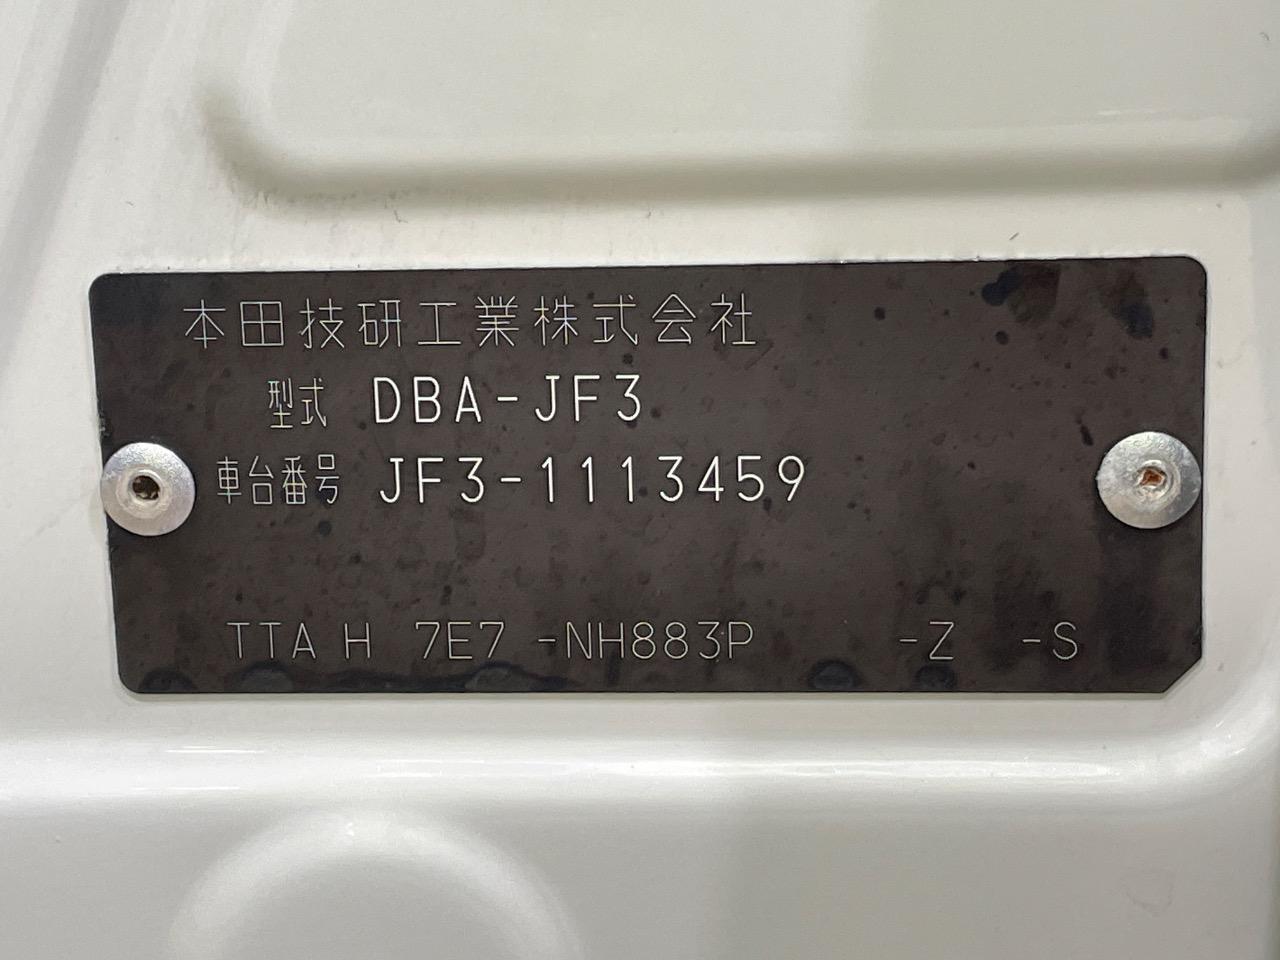 本田技研工業株式会社
型式 DBA-JF3
車台番号 JF3-1113459
TTA H 7E7 -NH883P -Z -S